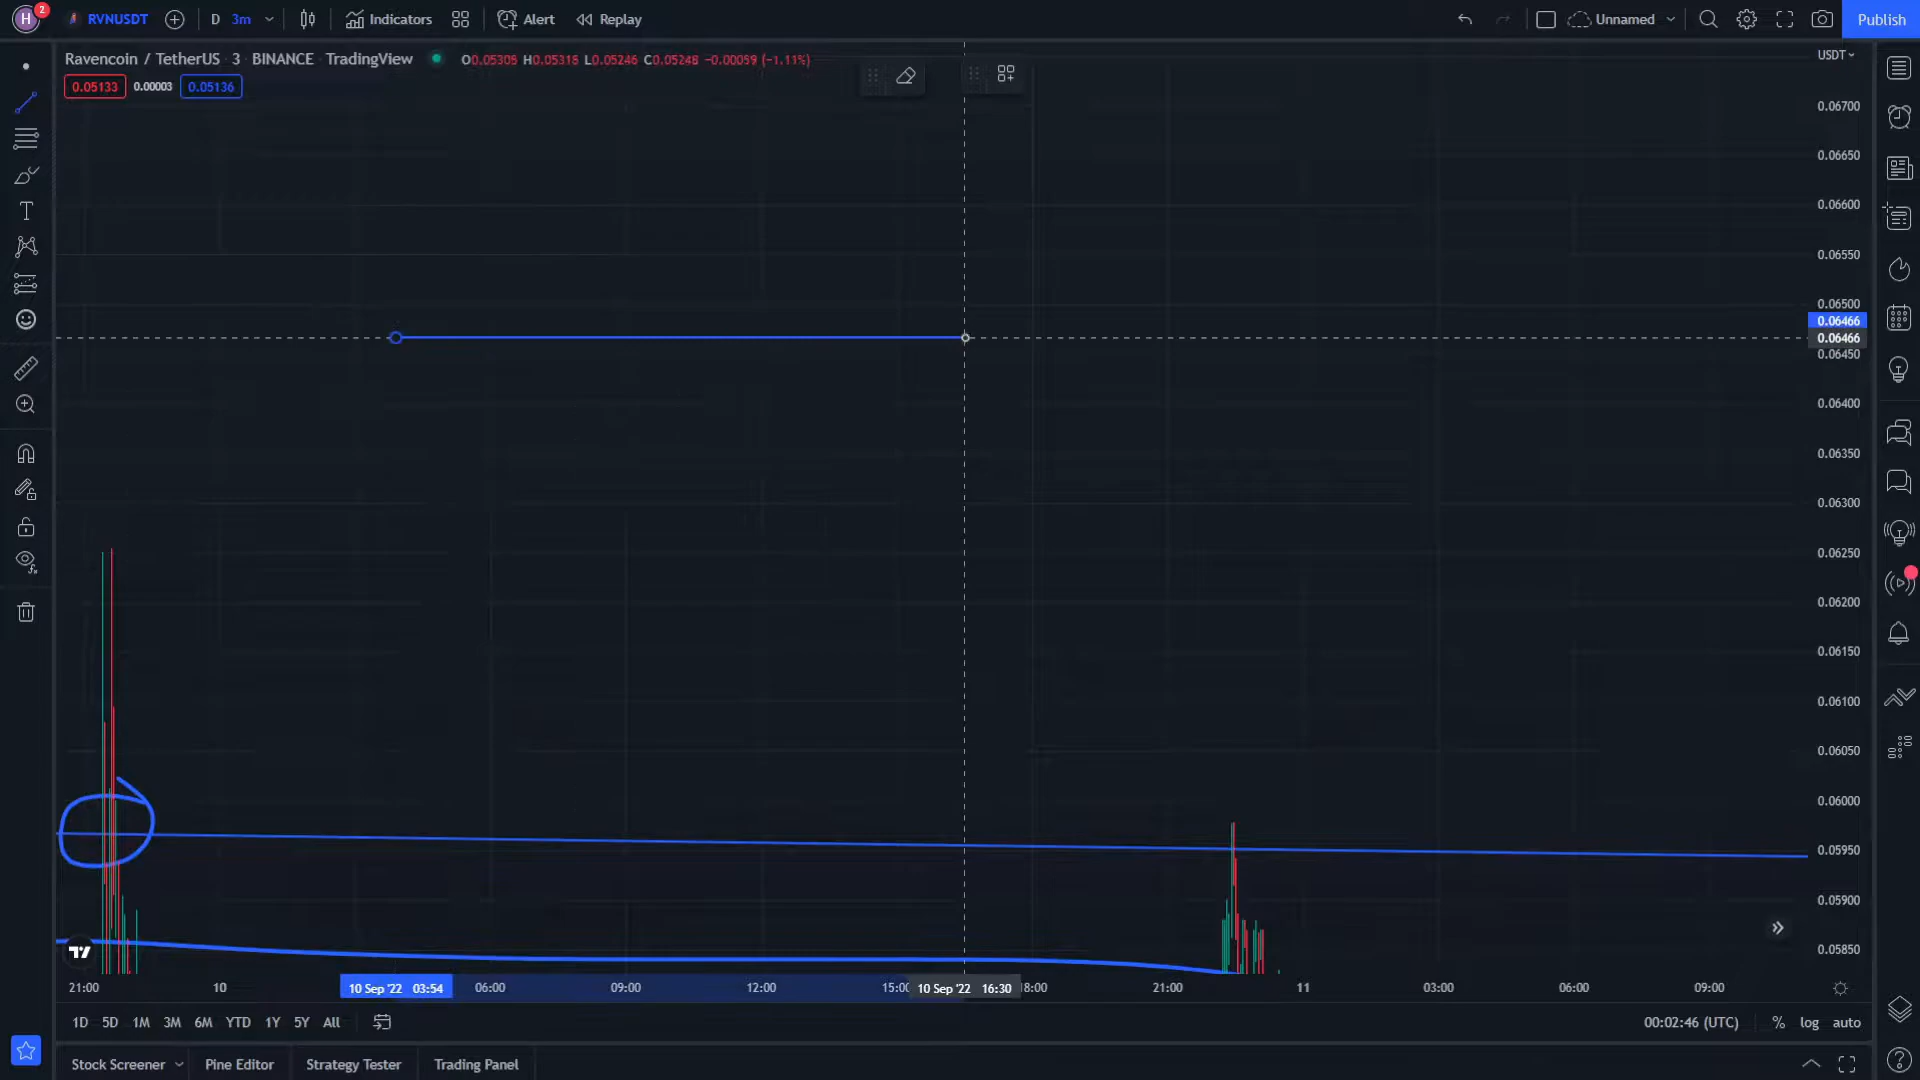 H
2
RVNUSDT
D
3m
Indicators
Alert
Replay
Unnamed
Publish
Ravencoin / TetherUS · 3 · BINANCE · TradingView
O0.05305 H0.05318 L0.05246 C0.05248 −0.00059 (−1.11%)
0.05133
0.00003
0.05136
USDT
0.06700
0.06650
0.06600
0.06550
0.06500
0.06466
0.06466
0.06450
0.06400
0.06350
0.06300
0.06250
0.06200
0.06150
0.06100
0.06050
0.06000
0.05950
0.05900
0.05850
21:00
10
10 Sep '22 03:54
06:00
09:00
12:00
15:00
10 Sep '22 16:30
18:00
21:00
11
03:00
06:00
09:00
1D 5D 1M 3M 6M YTD 1Y 5Y All
00:02:46 (UTC)
%
log
auto
Stock Screener
Pine Editor
Strategy Tester
Trading Panel